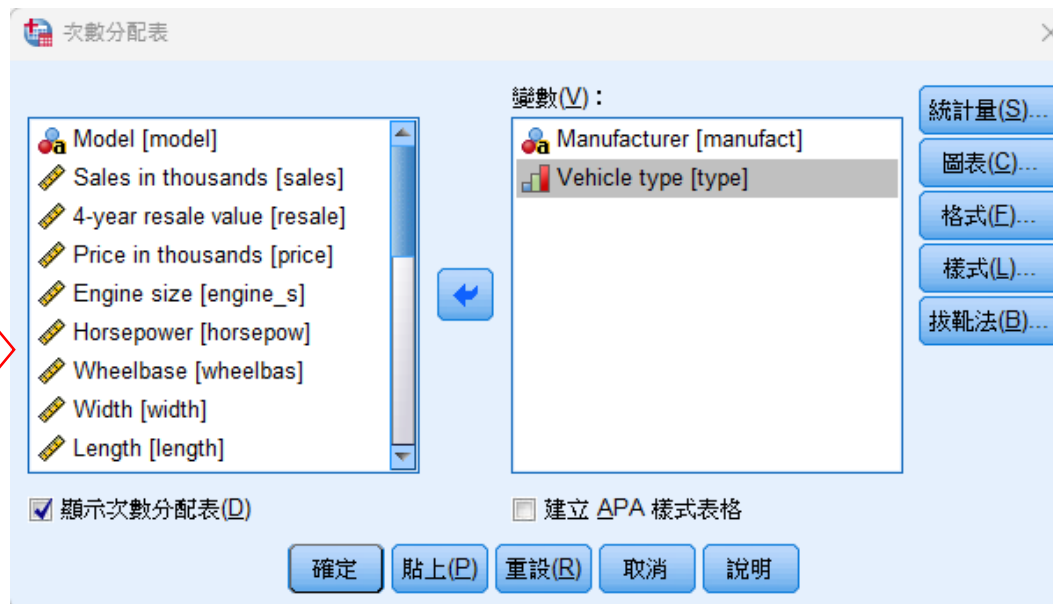 次數分配表
變數(V)：
Model [model]
Sales in thousands [sales]
4-year resale value [resale]
Price in thousands [price]
Engine size [engine_s]
Horsepower [horsepow]
Wheelbase [wheelbas]
Width [width]
Length [length]
Manufacturer [manufact]
Vehicle type [type]
統計量(S)...
圖表(C)...
格式(F)...
樣式(L)...
拔靴法(B)...
顯示次數分配表(D)
建立 APA 樣式表格
確定
貼上(P)
重設(R)
取消
說明